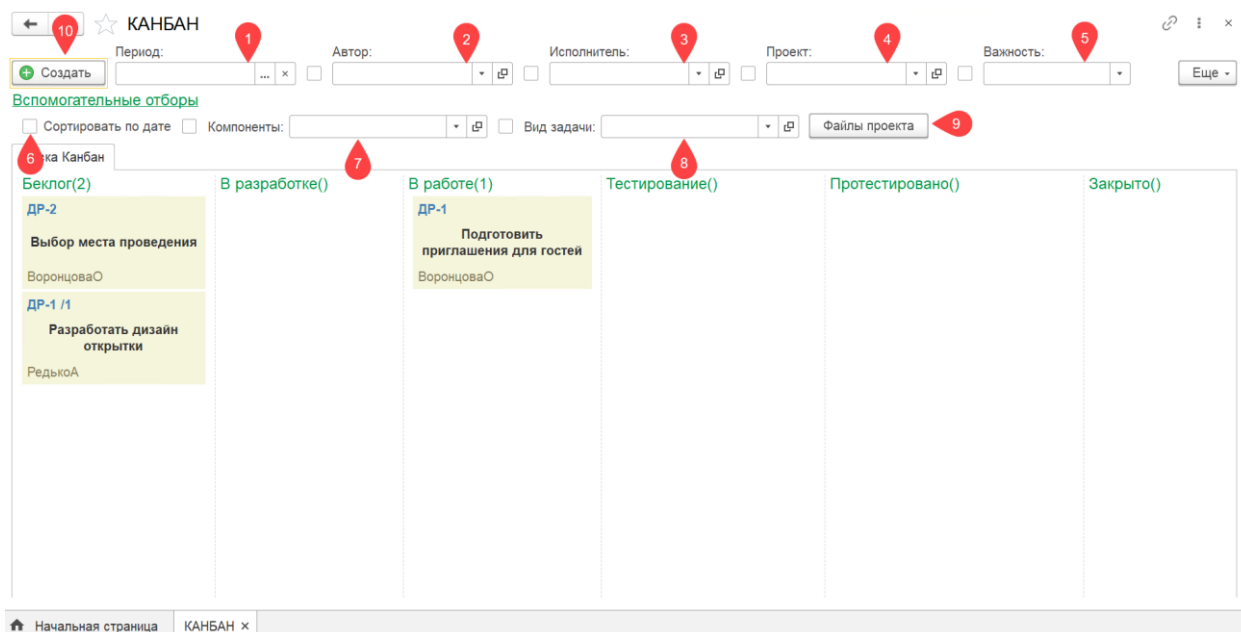 КАНБАН
10
1
2
3
4
5
Период:
Автор:
Исполнитель:
Проект:
Важность:
Создать
...
×
Еще
Вспомогательные отборы
Сортировать по дате
Компоненты:
Вид задачи:
Файлы проекта
9
6
7
8
ска Канбан
Беклог(2)
В разработке()
В работе(1)
Тестирование()
Протестировано()
Закрыто()
ДР-2
Выбор места проведения
ВоронцоваО
ДР-1 /1
Разработать дизайн
открытки
РедькоА
ДР-1
Подготовить
приглашения для гостей
ВоронцоваО
Начальная страница
КАНБАН ×